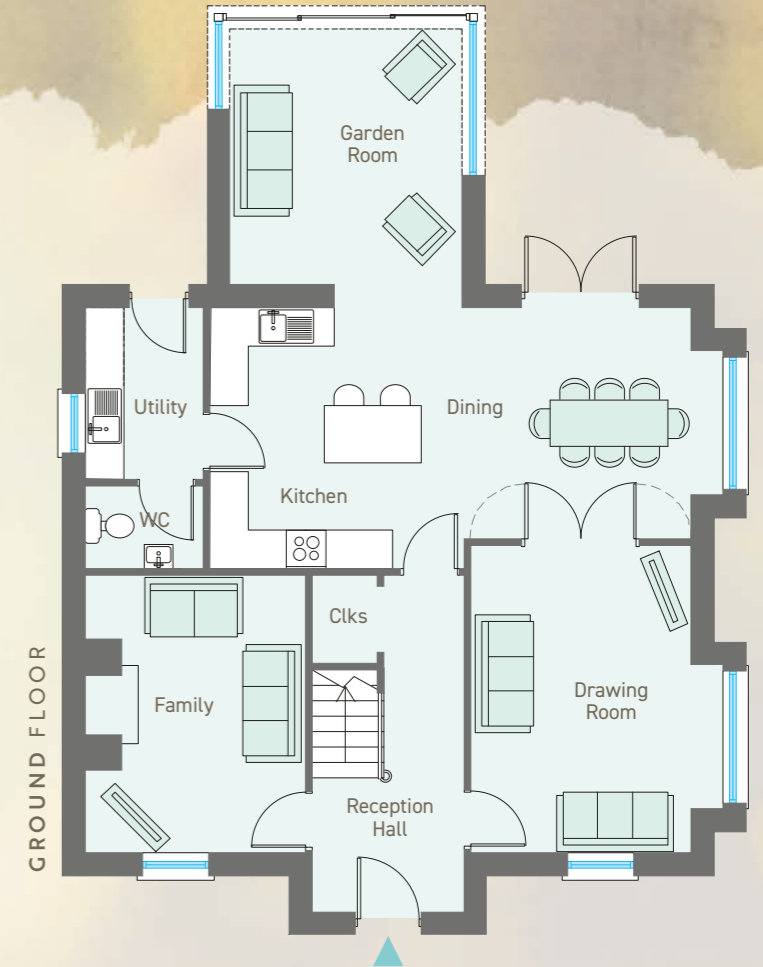 Garden
Room
Utility
Dining
Kitchen
WC
Clks
Family
Drawing
Room
Reception
Hall
GROUND FLOOR